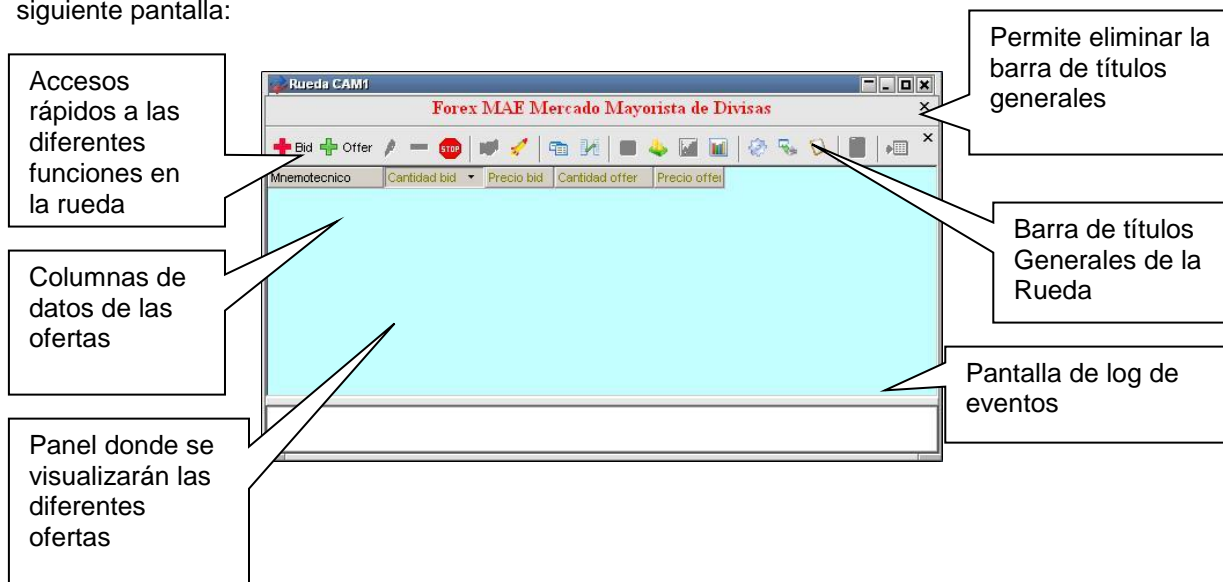 siguiente pantalla:
Accesos
rápidos a las
diferentes
funciones en
la rueda
Columnas de
datos de las
ofertas
Panel donde se
visualizarán las
diferentes
ofertas
Rueda CAM1
Forex MAE Mercado Mayorista de Divisas
Bid Offer STOP
Mnemotecnico Cantidad bid Precio bid Cantidad offer Precio offer
Permite eliminar la
barra de títulos
generales
Barra de títulos
Generales de la
Rueda
Pantalla de log de
eventos